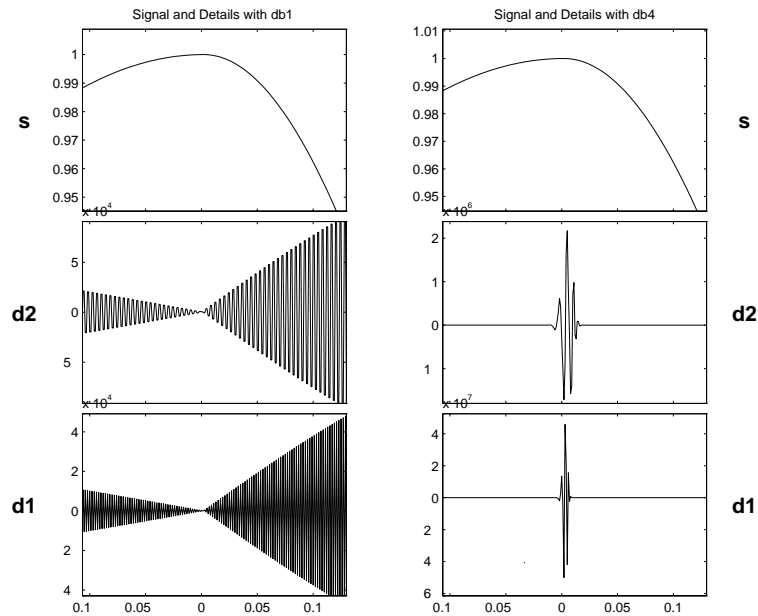 Signal and Details with db1
1
0.99
0.98
0.97
0.96
0.95
s
x 10^4
5
0
5
d2
x 10^4
4
2
0
2
4
d1
0.1 0.05 0 0.05 0.1
Signal and Details with db4
1.01
1
0.99
0.98
0.97
0.96
0.95
s
x 10^6
2
1
0
1
d2
x 10^7
4
2
0
2
4
6
d1
0.1 0.05 0 0.05 0.1